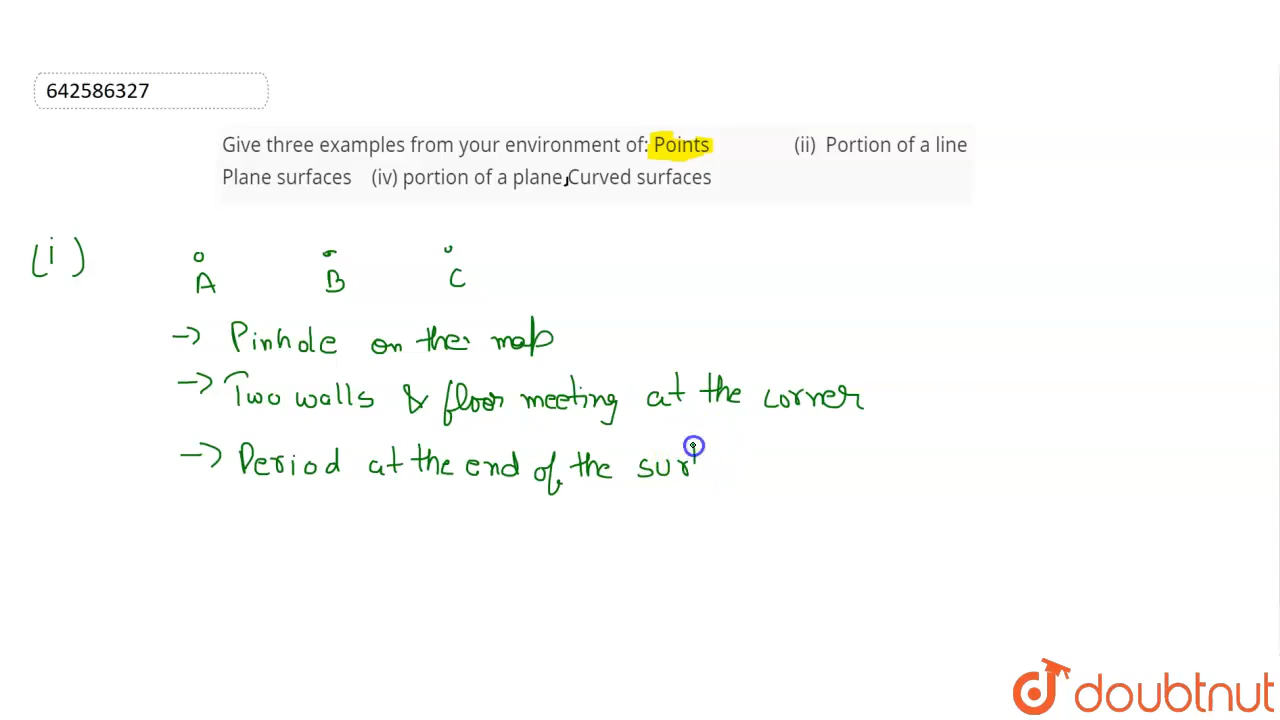 642586327
Give three examples from your environment of: Points (ii) Portion of a line
Plane surfaces (iv) portion of a plane,Curved surfaces
(i)
A B C
→ Pinhole on the map
→ Two walls & floor meeting at the corner
→ Period at the end of the sur
doubtnut